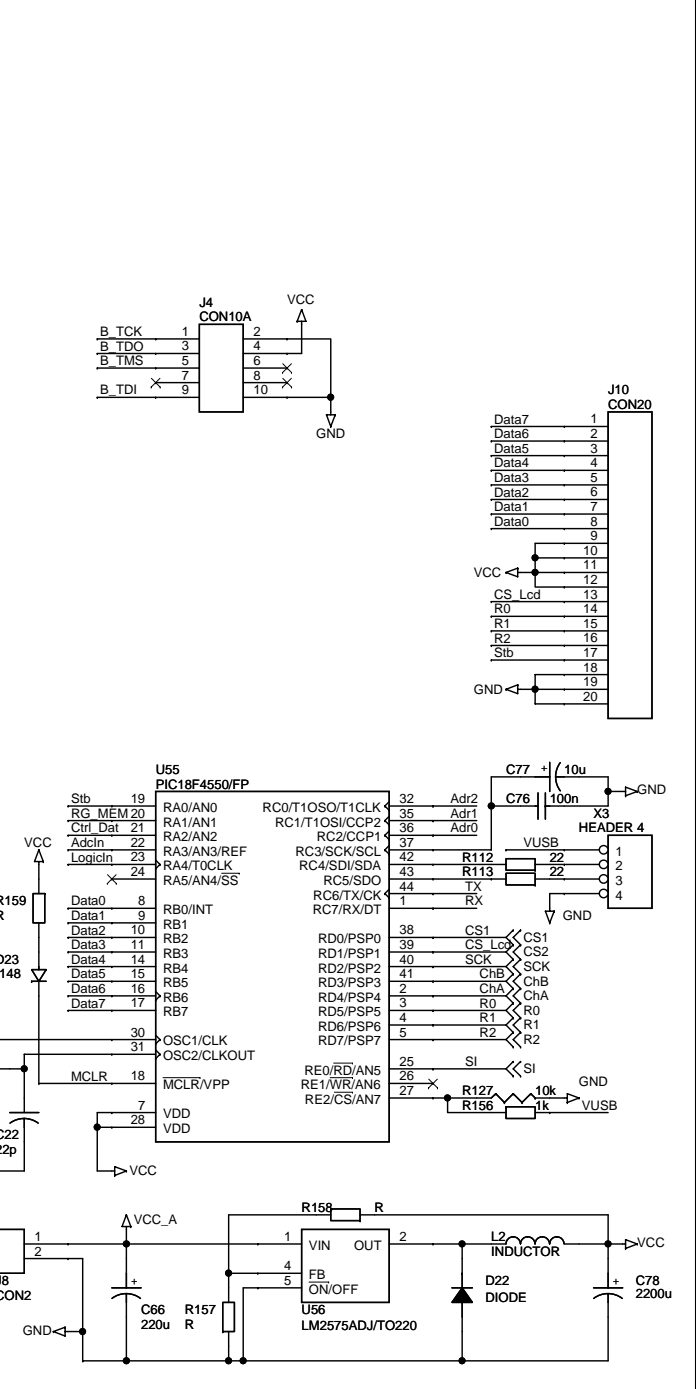 J4
CON10A
VCC
B_TCK 1 2
B_TDO 3 4
B_TMS 5 6
7 8
B_TDI 9 10
GND
J10
CON20
Data7 1
Data6 2
Data5 3
Data4 4
Data3 5
Data2 6
Data1 7
Data0 8
9
10
VCC 11
12
CS_Lcd 13
R0 14
R1 15
R2 16
Stb 17
18
GND 19
20
U55
PIC18F4550/FP
Stb 19 RA0/AN0
RG_MEM 20 RA1/AN1
Ctrl_Dat 21 RA2/AN2
AdcIn 22 RA3/AN3/REF
LogicIn 23 RA4/T0CLK
24 RA5/AN4/SS
Data0 8 RB0/INT
Data1 9 RB1
Data2 10 RB2
Data3 11 RB3
Data4 14 RB4
Data5 15 RB5
Data6 16 RB6
Data7 17 RB7
30 OSC1/CLK
31 OSC2/CLKOUT
MCLR 18 MCLR/VPP
7 VDD
28 VDD
VCC
VCC
R159
R
D23
148
C22
22p
RC0/T1OSO/T1CLK 32 Adr2
RC1/T1OSI/CCP2 35 Adr1
RC2/CCP1 36 Adr0
RC3/SCK/SCL 37
RC4/SDI/SDA 42 R112 22
RC5/SDO 43 R113 22
RC6/TX/CK 44 TX
RC7/RX/DT 1 RX
RD0/PSP0 38 CS1 CS1
RD1/PSP1 39 CS_Lcd CS2
RD2/PSP2 40 SCK SCK
RD3/PSP3 41 ChB ChB
RD4/PSP4 2 ChA ChA
RD5/PSP5 3 R0 R0
RD6/PSP6 4 R1 R1
RD7/PSP7 5 R2 R2
RE0/RD/AN5 25 SI SI
RE1/WR/AN6 26
RE2/CS/AN7 27
C77 + 10u
C76 100n
GND
X3
HEADER 4
VUSB 1
2
3
4
GND
R127 10k GND
R156 1k VUSB
J8
CON2
1
2
GND
VCC_A
+
C66
220u
R157
R
R158 R
1 VIN OUT 2
4 FB
5 ON/OFF
U56
LM2575ADJ/TO220
L2
INDUCTOR
VCC
D22
DIODE
+
C78
2200u